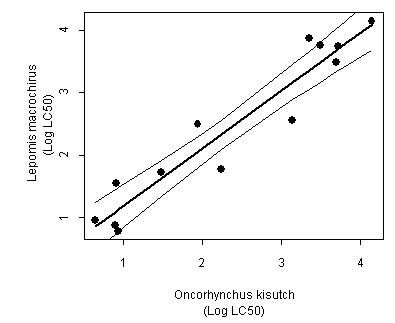 4
3
2
1
Lepomis macrochirus
(Log LC50)
1 2 3 4
Oncorhynchus kisutch
(Log LC50)